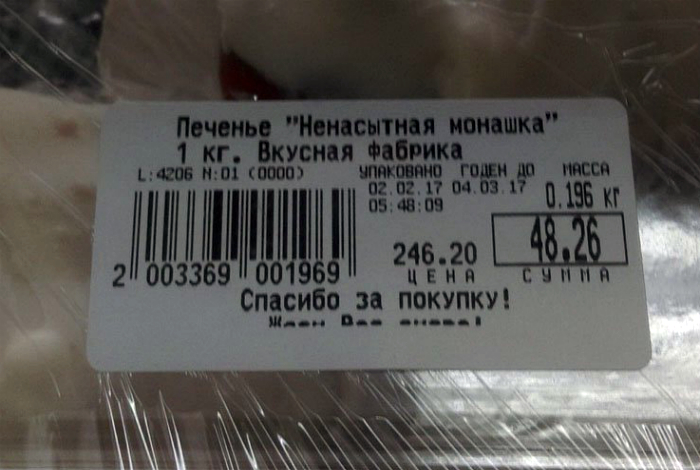 Печенье "Ненасытная монашка"
1 кг. Вкусная фабрика
L:4206 N:01 (0000) УПАКОВАНО ГОДЕН ДО МАССА
02.02.17 04.03.17 0.196 кг
05:48:09
246.20 48.26
ЦЕНА СУММА
2 003369 001969
Спасибо за покупку!